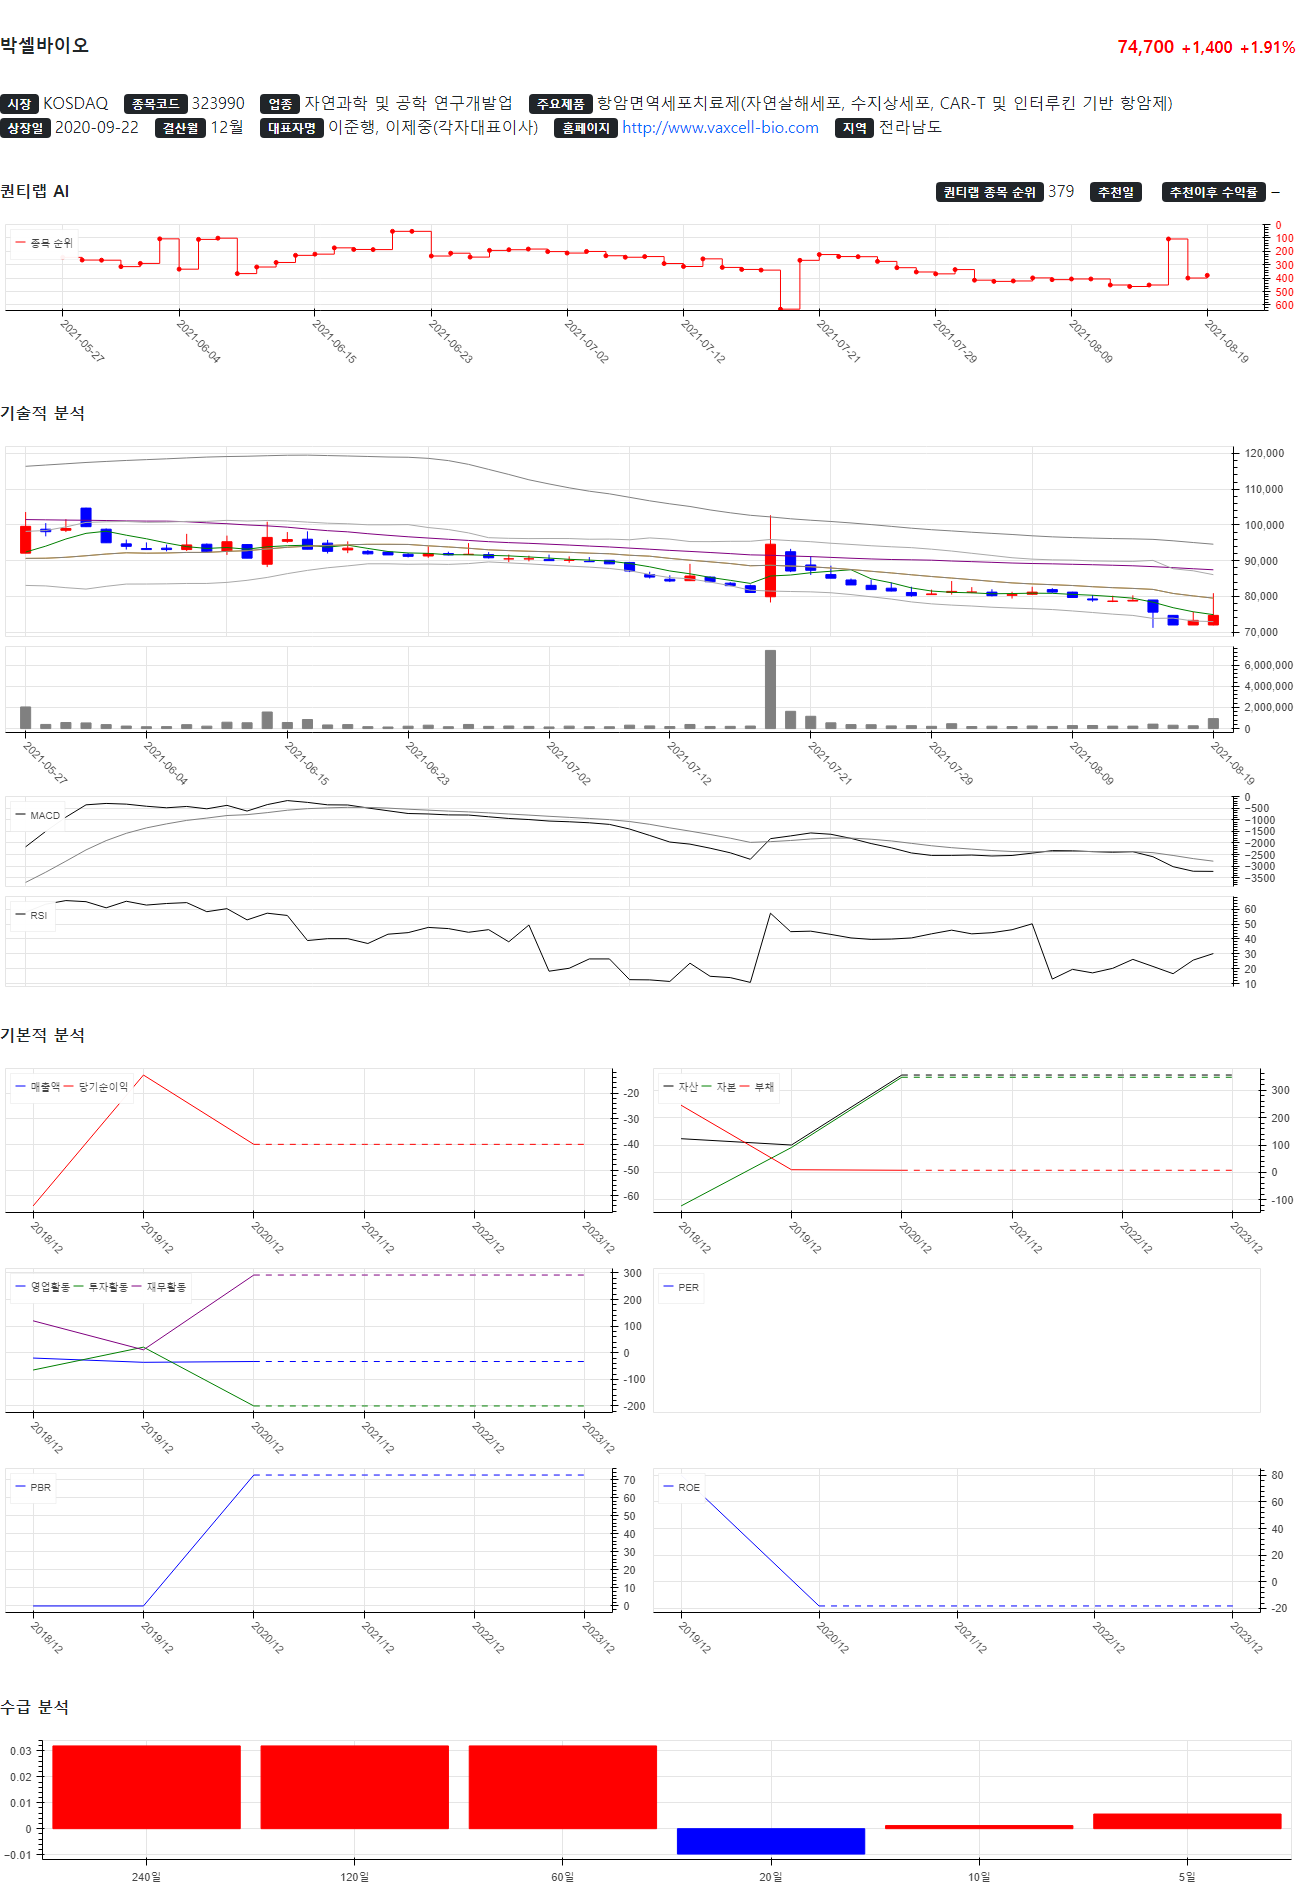 박셀바이오 74,700 +1,400 +1.91%
시장 KOSDAQ 종목코드 323990 업종 자연과학 및 공학 연구개발업 주요제품 항암면역세포치료제(자연살해세포, 수지상세포, CAR-T 및 인터루킨 기반 항암제)
상장일 2020-09-22 결산월 12월 대표자명 이준행, 이제중(각자대표이사) 홈페이지 http://www.vaxcell-bio.com 지역 전라남도
퀀티랩 AI 퀀티랩 종목 순위 379 추천일 추천이후 수익률 –
종목 순위
0
100
200
300
400
500
600
2021-05-27 2021-06-04 2021-06-15 2021-06-23 2021-07-02 2021-07-12 2021-07-21 2021-07-29 2021-08-09 2021-08-19
기술적 분석
120,000
110,000
100,000
90,000
80,000
70,000
6,000,000
4,000,000
2,000,000
0
2021-05-27 2021-06-04 2021-06-15 2021-06-23 2021-07-02 2021-07-12 2021-07-21 2021-07-29 2021-08-09 2021-08-19
MACD
0
−500
−1000
−1500
−2000
−2500
−3000
−3500
RSI
60
50
40
30
20
10
기본적 분석
매출액 당기순이익
-20
-30
-40
-50
-60
2018/12 2019/12 2020/12 2021/12 2022/12 2023/12
자산 자본 부채
300
200
100
0
-100
2018/12 2019/12 2020/12 2021/12 2022/12 2023/12
영업활동 투자활동 재무활동
300
200
100
0
-100
-200
2018/12 2019/12 2020/12 2021/12 2022/12 2023/12
PER
PBR
70
60
50
40
30
20
10
0
2018/12 2019/12 2020/12 2021/12 2022/12 2023/12
ROE
80
60
40
20
0
-20
2019/12 2020/12 2021/12 2022/12 2023/12
수급 분석
0.03
0.02
0.01
0
−0.01
240일 120일 60일 20일 10일 5일